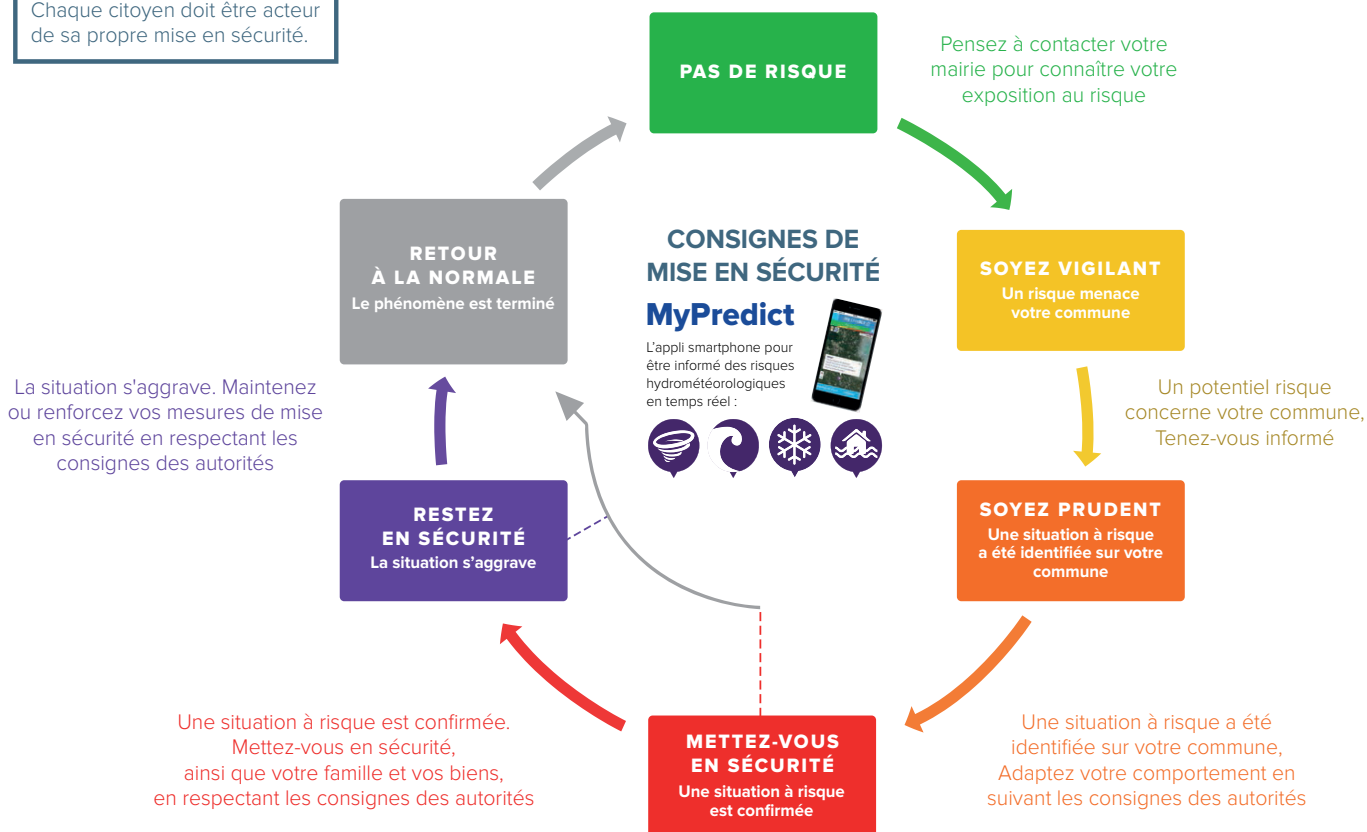 Chaque citoyen doit être acteur
de sa propre mise en sécurité.
PAS DE RISQUE
Pensez à contacter votre
mairie pour connaître votre
exposition au risque
RETOUR
À LA NORMALE
Le phénomène est terminé
CONSIGNES DE
MISE EN SÉCURITÉ
MyPredict
L'appli smartphone pour
être informé des risques
hydrométéorologiques
en temps réel :
SOYEZ VIGILANT
Un risque menace
votre commune
La situation s'aggrave. Maintenez
ou renforcez vos mesures de mise
en sécurité en respectant les
consignes des autorités
Un potentiel risque
concerne votre commune,
Tenez-vous informé
RESTEZ
EN SÉCURITÉ
La situation s’aggrave
SOYEZ PRUDENT
Une situation à risque
a été identifiée sur votre
commune
Une situation à risque est confirmée.
Mettez-vous en sécurité,
ainsi que votre famille et vos biens,
en respectant les consignes des autorités
METTEZ-VOUS
EN SÉCURITÉ
Une situation à risque
est confirmée
Une situation à risque a été
identifiée sur votre commune,
Adaptez votre comportement en
suivant les consignes des autorités